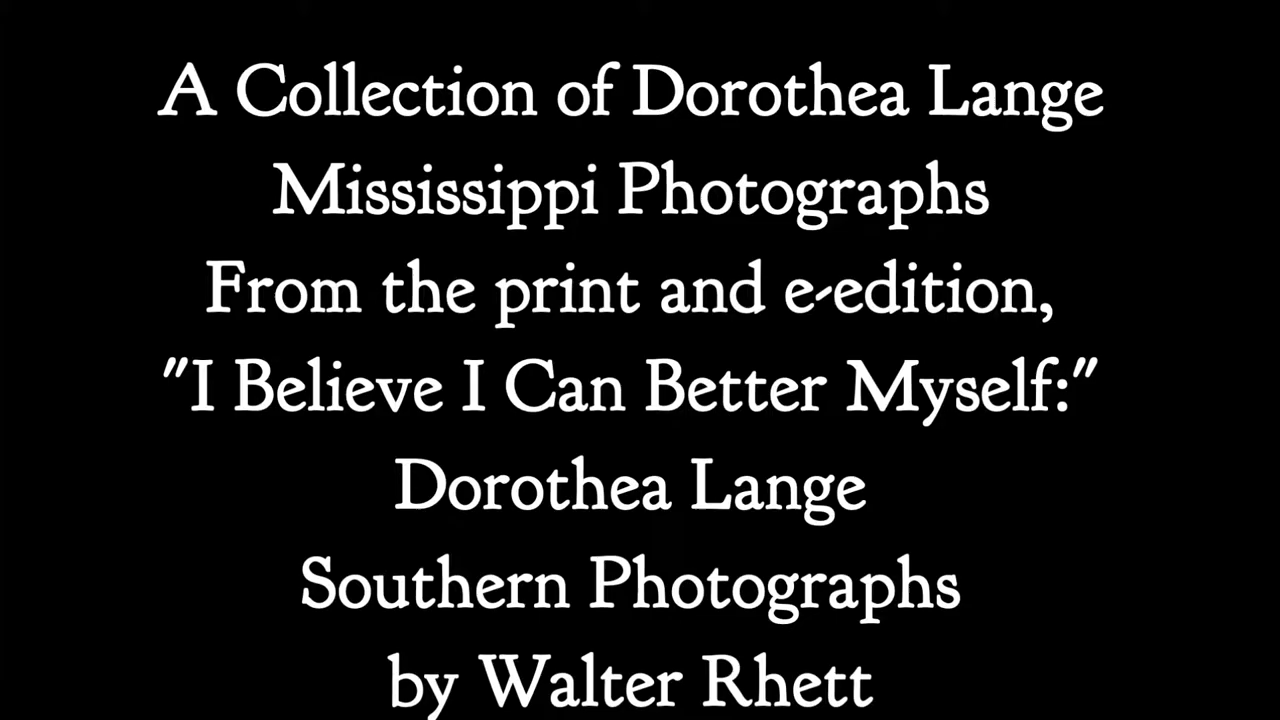 A Collection of Dorothea Lange
Mississippi Photographs
From the print and e-edition,
"I Believe I Can Better Myself:"
Dorothea Lange
Southern Photographs
by Walter Rhett